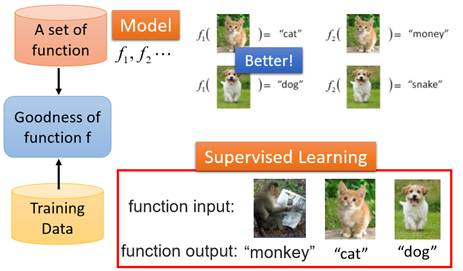 A set of
function
Model
f₁, f₂ ⋯
f₁( )= “cat”
f₂( )= “money”
Better!
f₁( )= “dog”
f₂( )= “snake”
Goodness of
function f
Training
Data
Supervised Learning
function input:
function output: “monkey” “cat” “dog”